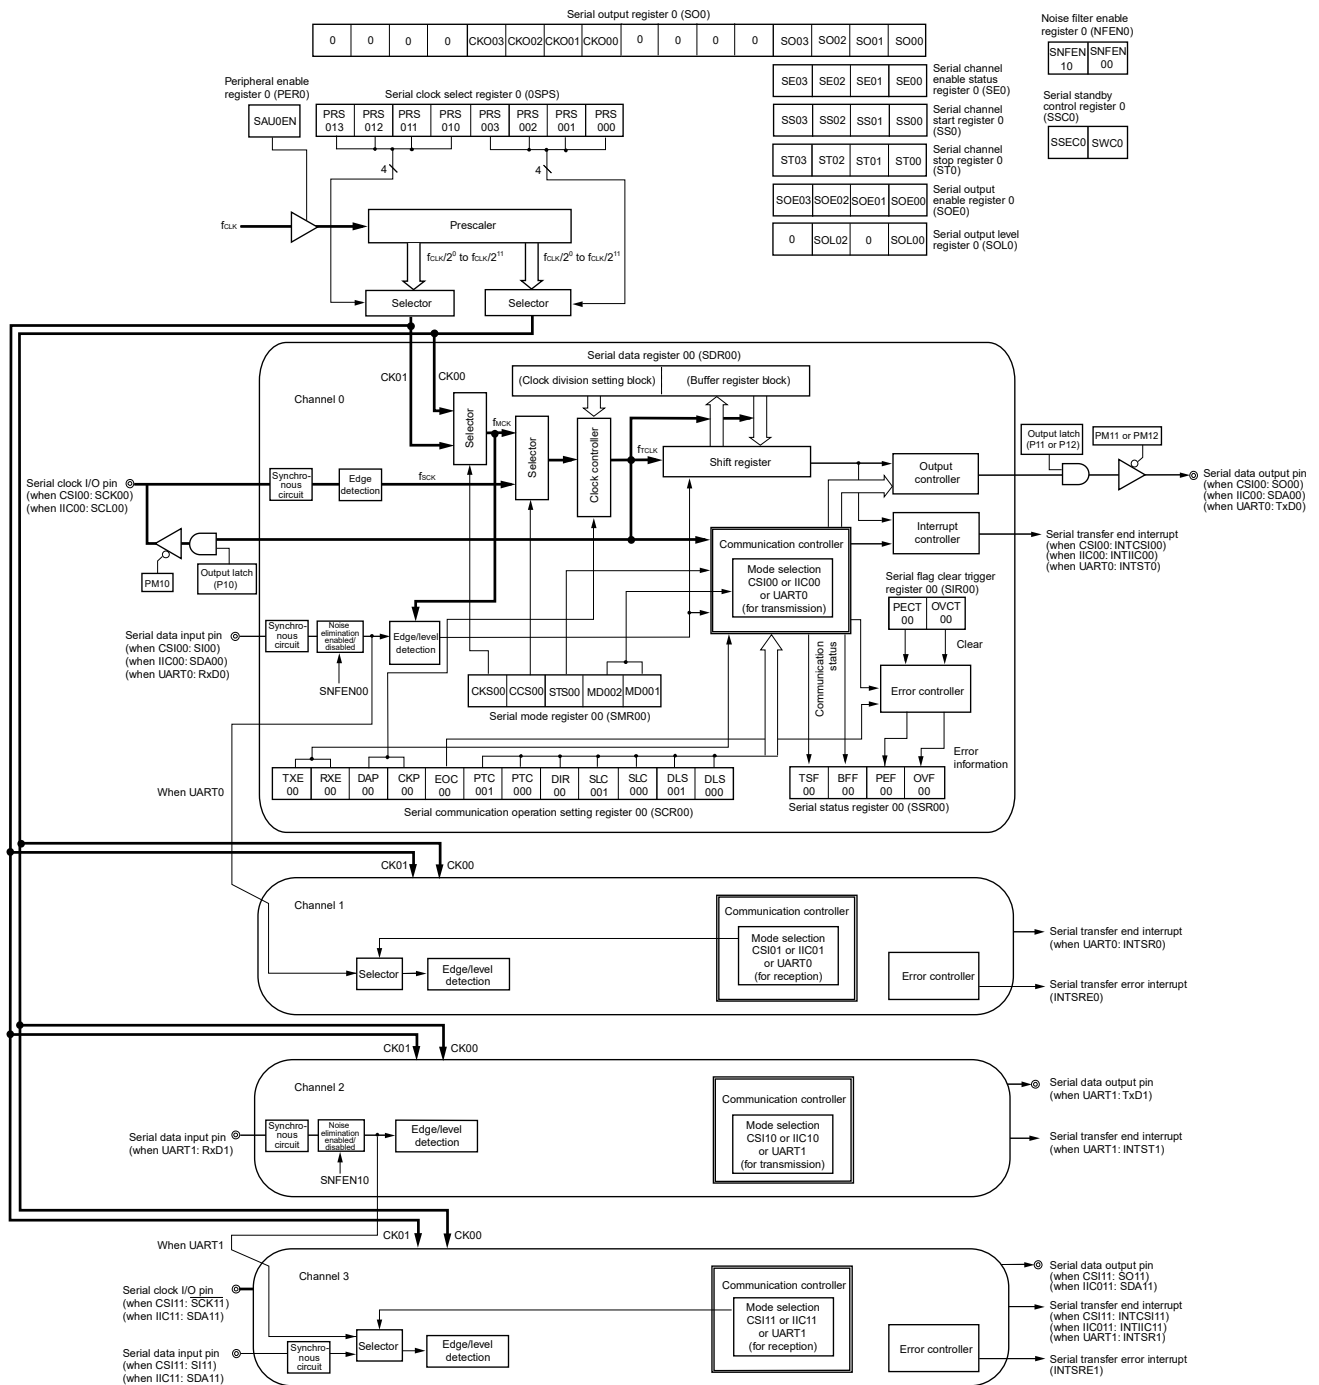 Serial output register 0 (SO0)
0 0 0 0 CKO03 CKO02 CKO01 CKO00 0 0 0 0 SO03 SO02 SO01 SO00
Noise filter enable
register 0 (NFEN0)
SNFEN SNFEN
10 00
Peripheral enable
register 0 (PER0)
SAU0EN
Serial clock select register 0 (0SPS)
PRS PRS PRS PRS PRS PRS PRS PRS
013 012 011 010 003 002 001 000
4
4
SE03 SE02 SE01 SE00
Serial channel
enable status
register 0 (SE0)
SS03 SS02 SS01 SS00
Serial channel
start register 0
(SS0)
ST03 ST02 ST01 ST00
Serial channel
stop register 0
(ST0)
SOE03 SOE02 SOE01 SOE00
Serial output
enable register 0
(SOE0)
0 SOL02 0 SOL00
Serial output level
register 0 (SOL0)
Serial standby
control register 0
(SSC0)
SSEC0 SWC0
fCLK
Prescaler
fCLK/2⁰ to fCLK/2¹¹
fCLK/2⁰ to fCLK/2¹¹
Selector
Selector
CK01
CK00
Channel 0
Serial data register 00 (SDR00)
(Clock division setting block)
(Buffer register block)
Selector
fMCK
Selector
Clock controller
fTCLK
Shift register
Output
controller
Output latch
(P11 or P12)
PM11 or PM12
Serial data output pin
(when CSI00: SO00)
(when IIC00: SDA00)
(when UART0: TxD0)
Serial clock I/O pin
(when CSI00: SCK00)
(when IIC00: SCL00)
Synchro-
nous
circuit
Edge
detection
fSCK
PM10
Output latch
(P10)
Communication controller
Mode selection
CSI00 or IIC00
or UART0
(for transmission)
Interrupt
controller
Serial transfer end interrupt
(when CSI00: INTCSI00)
(when IIC00: INTIIC00)
(when UART0: INTST0)
Serial flag clear trigger
register 00 (SIR00)
PECT OVCT
00 00
Clear
Serial data input pin
(when CSI00: SI00)
(when IIC00: SDA00)
(when UART0: RxD0)
Synchro-
nous
circuit
Noise
elimination
enabled/
disabled
SNFEN00
Edge/level
detection
CKS00 CCS00 STS00 MD002 MD001
Serial mode register 00 (SMR00)
Communication
status
Error controller
Error
information
When UART0
TXE RXE DAP CKP EOC PTC PTC DIR SLC SLC DLS DLS
00 00 00 00 00 001 000 00 001 000 001 000
Serial communication operation setting register 00 (SCR00)
TSF BFF PEF OVF
00 00 00 00
Serial status register 00 (SSR00)
CK01
CK00
Channel 1
Communication controller
Mode selection
CSI01 or IIC01
or UART0
(for reception)
Selector
Edge/level
detection
Error controller
Serial transfer end interrupt
(when UART0: INTSR0)
Serial transfer error interrupt
(INTSRE0)
CK01
CK00
Channel 2
Communication controller
Mode selection
CSI10 or IIC10
or UART1
(for transmission)
Serial data input pin
(when UART1: RxD1)
Synchro-
nous
circuit
Noise
elimination
enabled/
disabled
SNFEN10
Edge/level
detection
Serial data output pin
(when UART1: TxD1)
Serial transfer end interrupt
(when UART1: INTST1)
CK01
CK00
When UART1
Channel 3
Communication controller
Mode selection
CSI11 or IIC11
or UART1
(for reception)
Serial clock I/O pin
(when CSI11: SCK11)
(when IIC11: SDA11)
Serial data input pin
(when CSI11: SI11)
(when IIC11: SDA11)
Synchro-
nous
circuit
Selector
Edge/level
detection
Error controller
Serial data output pin
(when CSI11: SO11)
(when IIC011: SDA11)
Serial transfer end interrupt
(when CSI11: INTCSI11)
(when IIC011: INTIIC11)
(when UART1: INTSR1)
Serial transfer error interrupt
(INTSRE1)